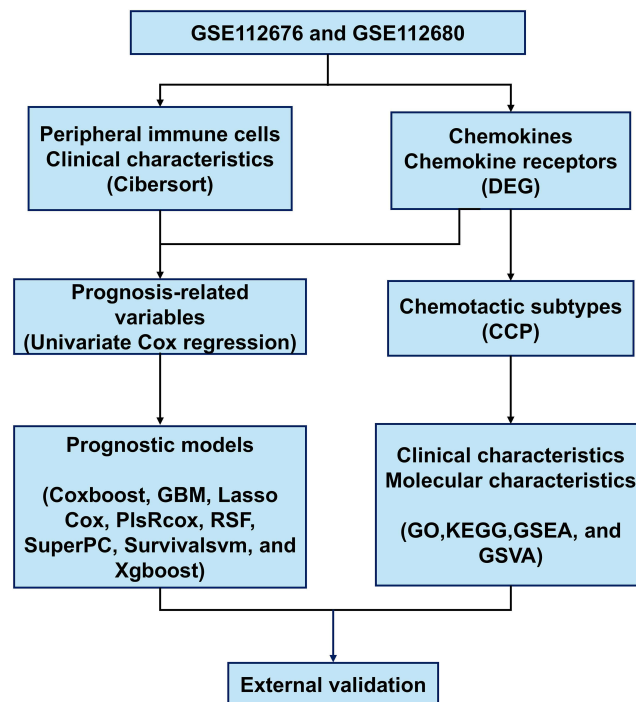 GSE112676 and GSE112680
Peripheral immune cells
Clinical characteristics
(Cibersort)
Chemokines
Chemokine receptors
(DEG)
Prognosis-related
variables
(Univariate Cox regression)
Chemotactic subtypes
(CCP)
Prognostic models
(Coxboost, GBM, Lasso
Cox, PlsRcox, RSF,
SuperPC, Survivalsvm, and
Xgboost)
Clinical characteristics
Molecular characteristics
(GO,KEGG,GSEA, and
GSVA)
External validation